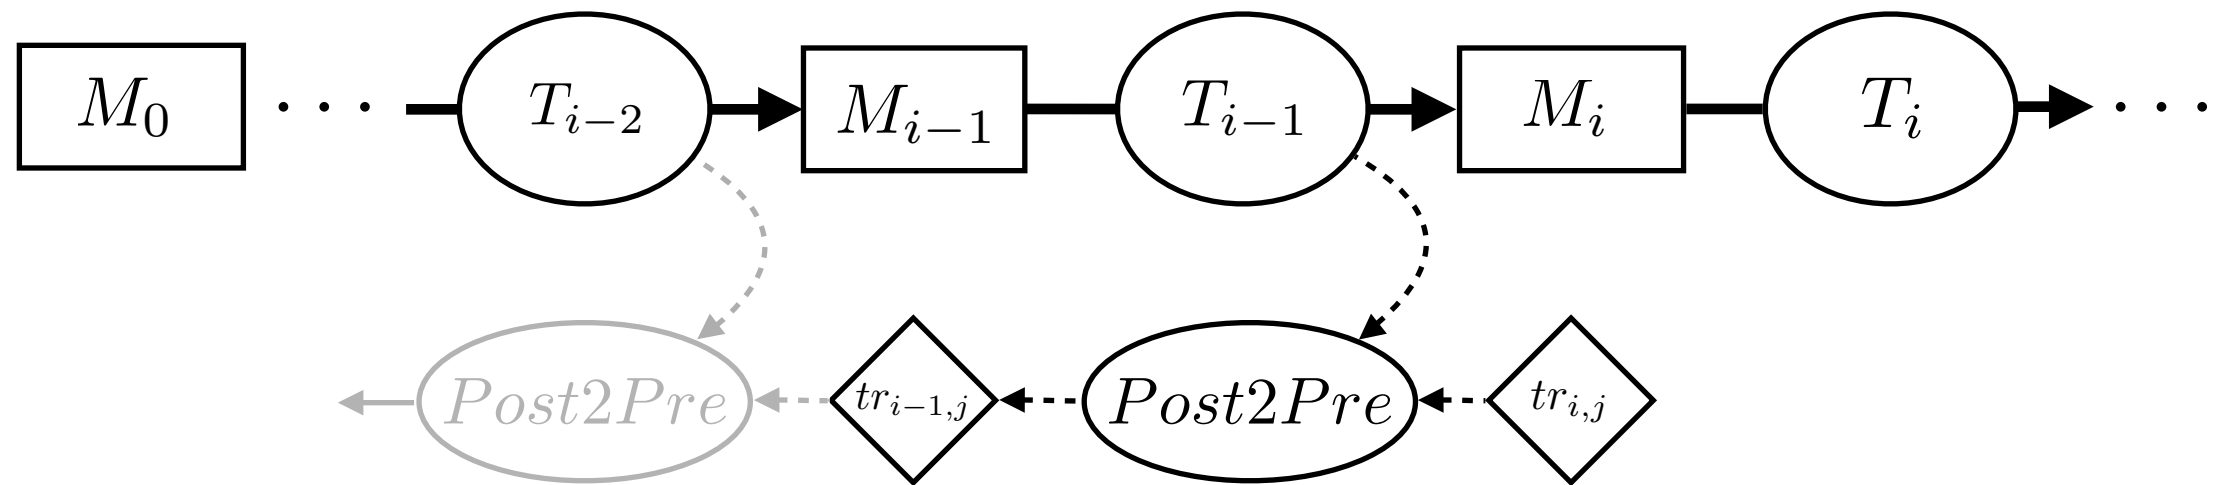 M₀ · · · Tᵢ₋₂ Mᵢ₋₁ Tᵢ₋₁ Mᵢ Tᵢ · · ·
Post2Pre trᵢ₋₁,ⱼ Post2Pre trᵢ,ⱼ